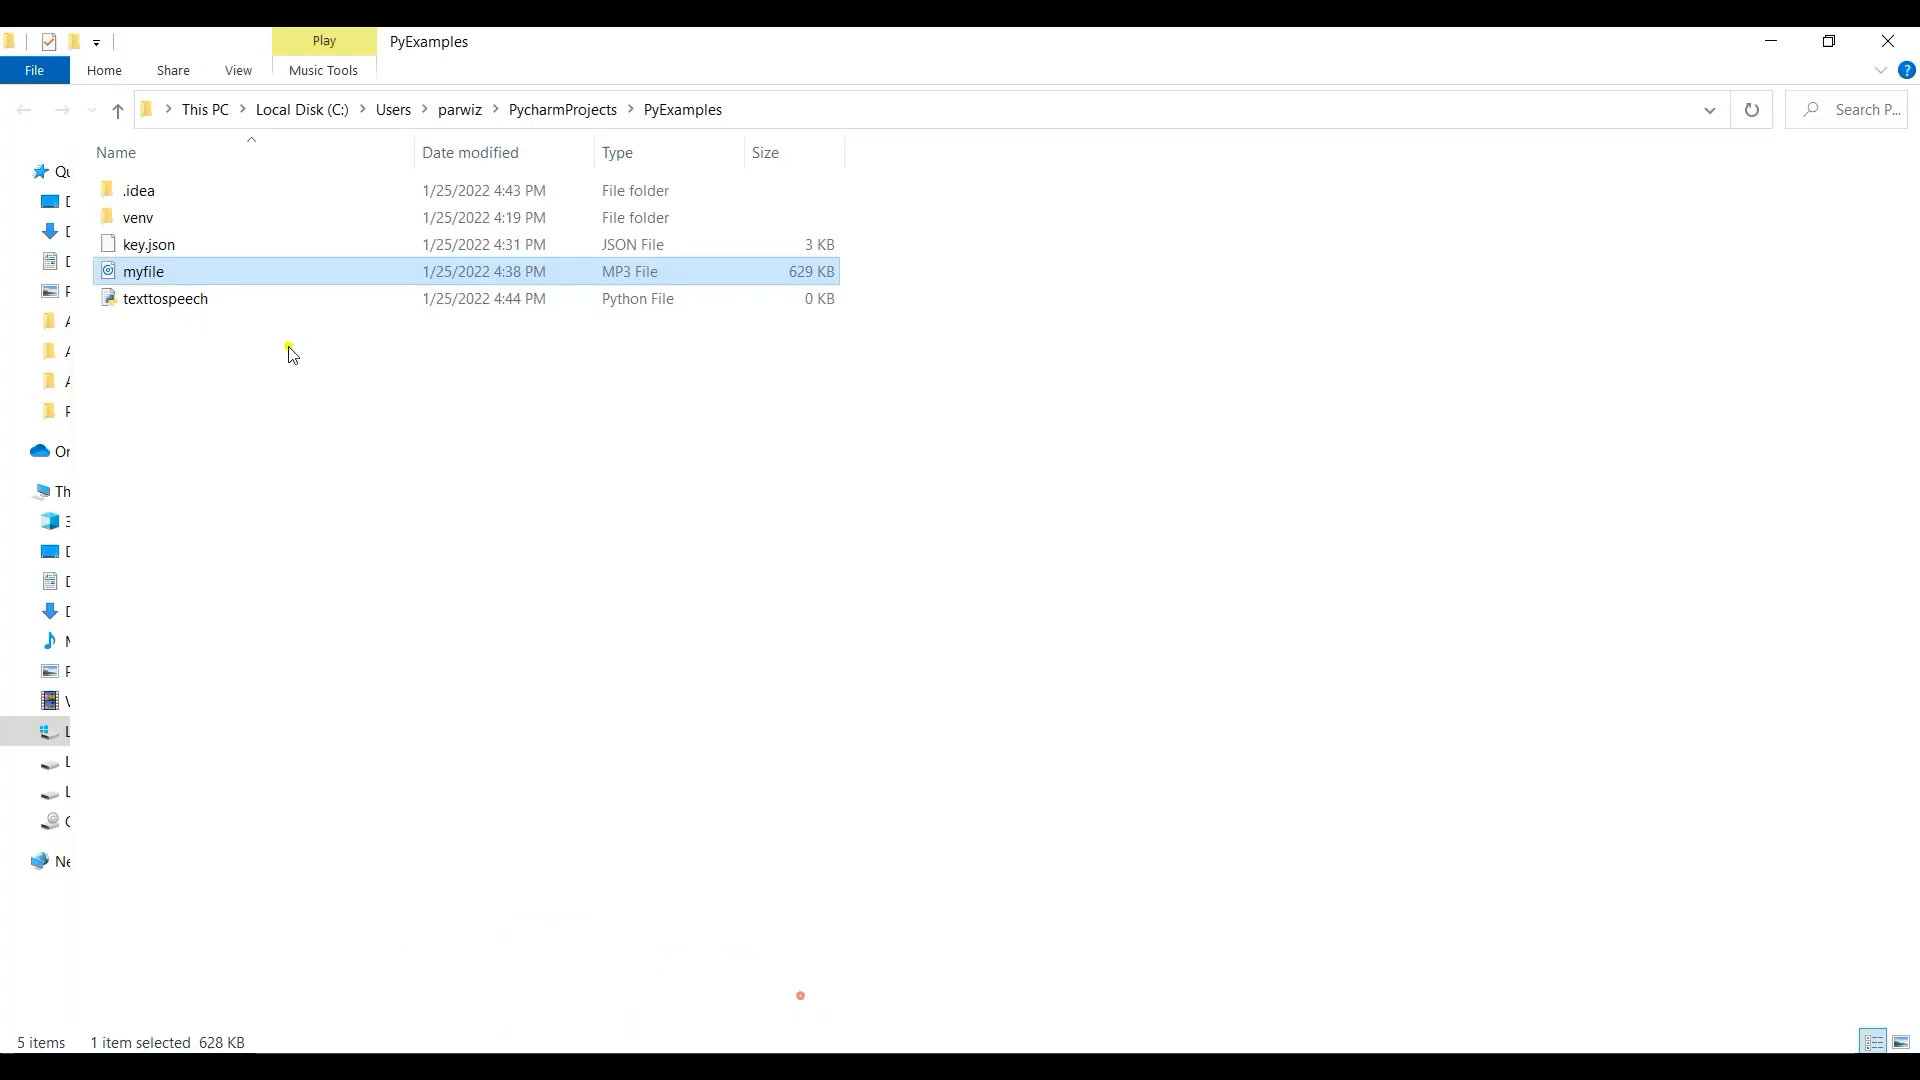 Play PyExamples
File Home Share View Music Tools
This PC Local Disk (C:) Users parwiz PycharmProjects PyExamples Search P...
Name Date modified Type Size
.idea 1/25/2022 4:43 PM File folder
venv 1/25/2022 4:19 PM File folder
key.json 1/25/2022 4:31 PM JSON File 3 KB
myfile 1/25/2022 4:38 PM MP3 File 629 KB
texttospeech 1/25/2022 4:44 PM Python File 0 KB
5 items 1 item selected 628 KB